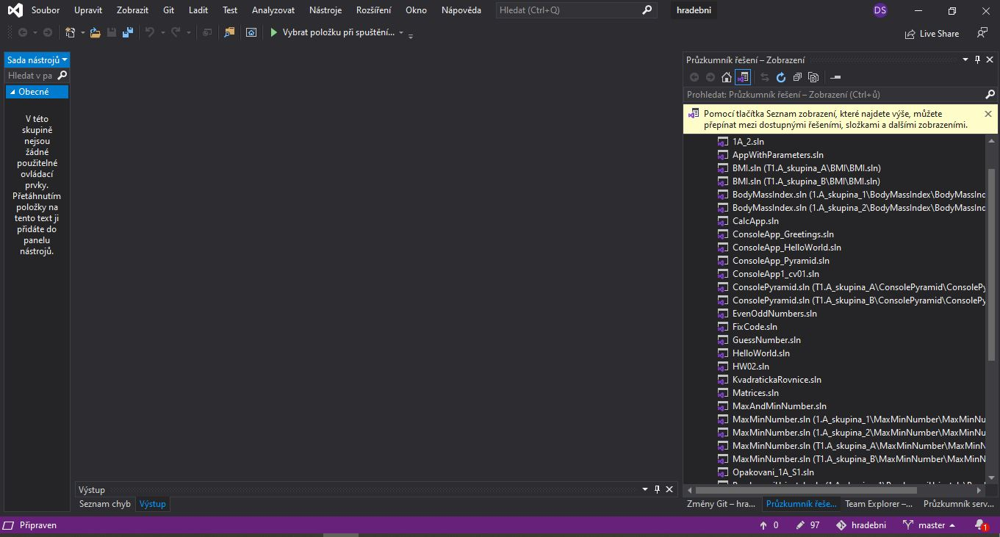 Soubor Upravit Zobrazit Git Ladit Test Analyzovat Nástroje Rozšíření Okno Nápověda Hledat (Ctrl+Q) hradebni DS
Vybrat položku při spuštění... Live Share
Sada nástrojů
Hledat v pa
Obecné
V této
skupině
nejsou
žádné
použitelné
ovládací
prvky.
Přetáhnutím
položky na
tento text ji
přidáte do
panelu
nástrojů.
Průzkumník řešení – Zobrazení
Prohledat: Průzkumník řešení – Zobrazení (Ctrl+ů)
Pomocí tlačítka Seznam zobrazení, které najdete výše, můžete
přepínat mezi dostupnými řešeními, složkami a dalšími zobrazeními.
1A_2.sln
AppWithParameters.sln
BMI.sln (T1.A_skupina_A\BMI\BMI.sln)
BMI.sln (T1.A_skupina_B\BMI\BMI.sln)
BodyMassIndex.sln (1.A_skupina_1\BodyMassIndex\BodyMassInd
BodyMassIndex.sln (1.A_skupina_2\BodyMassIndex\BodyMassInd
CalcApp.sln
ConsoleApp_Greetings.sln
ConsoleApp_HelloWorld.sln
ConsoleApp_Pyramid.sln
ConsoleApp1_cv01.sln
ConsolePyramid.sln (T1.A_skupina_A\ConsolePyramid\ConsolePy
ConsolePyramid.sln (T1.A_skupina_B\ConsolePyramid\ConsolePy
EvenOddNumbers.sln
FixCode.sln
GuessNumber.sln
HelloWorld.sln
HW02.sln
KvadratickaRovnice.sln
Matrices.sln
MaxAndMinNumber.sln
MaxMinNumber.sln (1.A_skupina_1\MaxMinNumber\MaxMinNu
MaxMinNumber.sln (1.A_skupina_2\MaxMinNumber\MaxMinNu
MaxMinNumber.sln (T1.A_skupina_A\MaxMinNumber\MaxMinN
MaxMinNumber.sln (T1.A_skupina_B\MaxMinNumber\MaxMinN
Opakovani_1A_S1.sln
Výstup
Seznam chyb Výstup
Změny Git – hra... Průzkumník řeše... Team Explorer –... Průzkumník serv...
Připraven 0 97 hradebni master 1